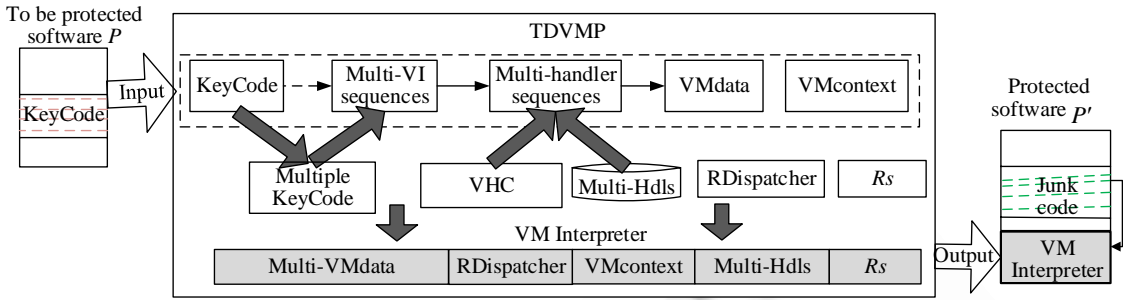 To be protected
software P
KeyCode
Input
TDVMP
KeyCode
Multi-VI
sequences
Multi-handler
sequences
VMdata
VMcontext
Multiple
KeyCode
VHC
Multi-Hdls
RDispatcher
Rs
VM Interpreter
Multi-VMdata
RDispatcher
VMcontext
Multi-Hdls
Rs
Output
Protected
software P'
Junk
code
VM
Interpreter